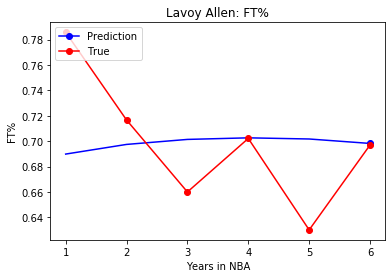 Lavoy Allen: FT%
Prediction
True
0.78
0.76
0.74
0.72
0.70
0.68
0.66
0.64
FT%
1 2 3 4 5 6
Years in NBA